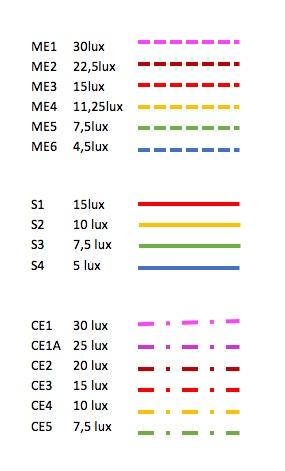 ME1 30lux
ME2 22,5lux
ME3 15lux
ME4 11,25lux
ME5 7,5lux
ME6 4,5lux
S1 15lux
S2 10 lux
S3 7,5 lux
S4 5 lux
CE1 30 lux
CE1A 25 lux
CE2 20 lux
CE3 15 lux
CE4 10 lux
CE5 7,5 lux